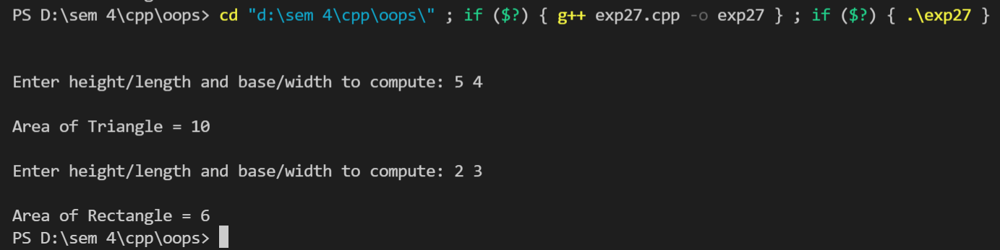 PS D:\sem 4\cpp\oops> cd "d:\sem 4\cpp\oops\" ; if ($?) { g++ exp27.cpp -o exp27 } ; if ($?) { .\exp27 }
Enter height/length and base/width to compute: 5 4
Area of Triangle = 10
Enter height/length and base/width to compute: 2 3
Area of Rectangle = 6
PS D:\sem 4\cpp\oops>